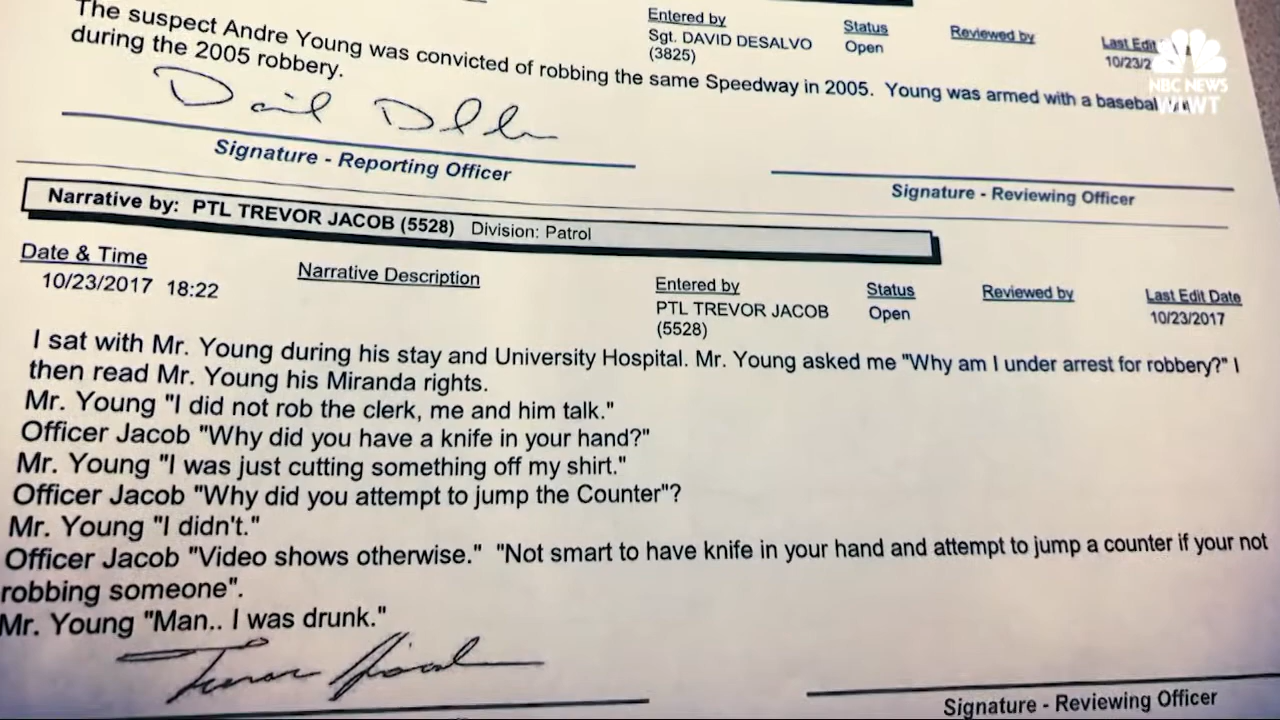 Entered by Status Reviewed by Last Edit
Sgt. DAVID DESALVO Open 10/23/2
(3825)
The suspect Andre Young was convicted of robbing the same Speedway in 2005. Young was armed with a basebal
during the 2005 robbery.
NBC NEWS
WLWT
Signature - Reporting Officer Signature - Reviewing Officer
Narrative by: PTL TREVOR JACOB (5528) Division: Patrol
Date & Time Narrative Description Entered by Status Reviewed by Last Edit Date
10/23/2017 18:22 PTL TREVOR JACOB Open 10/23/2017
(5528)
I sat with Mr. Young during his stay and University Hospital. Mr. Young asked me "Why am I under arrest for robbery?" I
then read Mr. Young his Miranda rights.
Mr. Young "I did not rob the clerk, me and him talk."
Officer Jacob "Why did you have a knife in your hand?"
Mr. Young "I was just cutting something off my shirt."
Officer Jacob "Why did you attempt to jump the Counter"?
Mr. Young "I didn't."
Officer Jacob "Video shows otherwise." "Not smart to have knife in your hand and attempt to jump a counter if your not
robbing someone".
Mr. Young "Man.. I was drunk."
Signature - Reviewing Officer